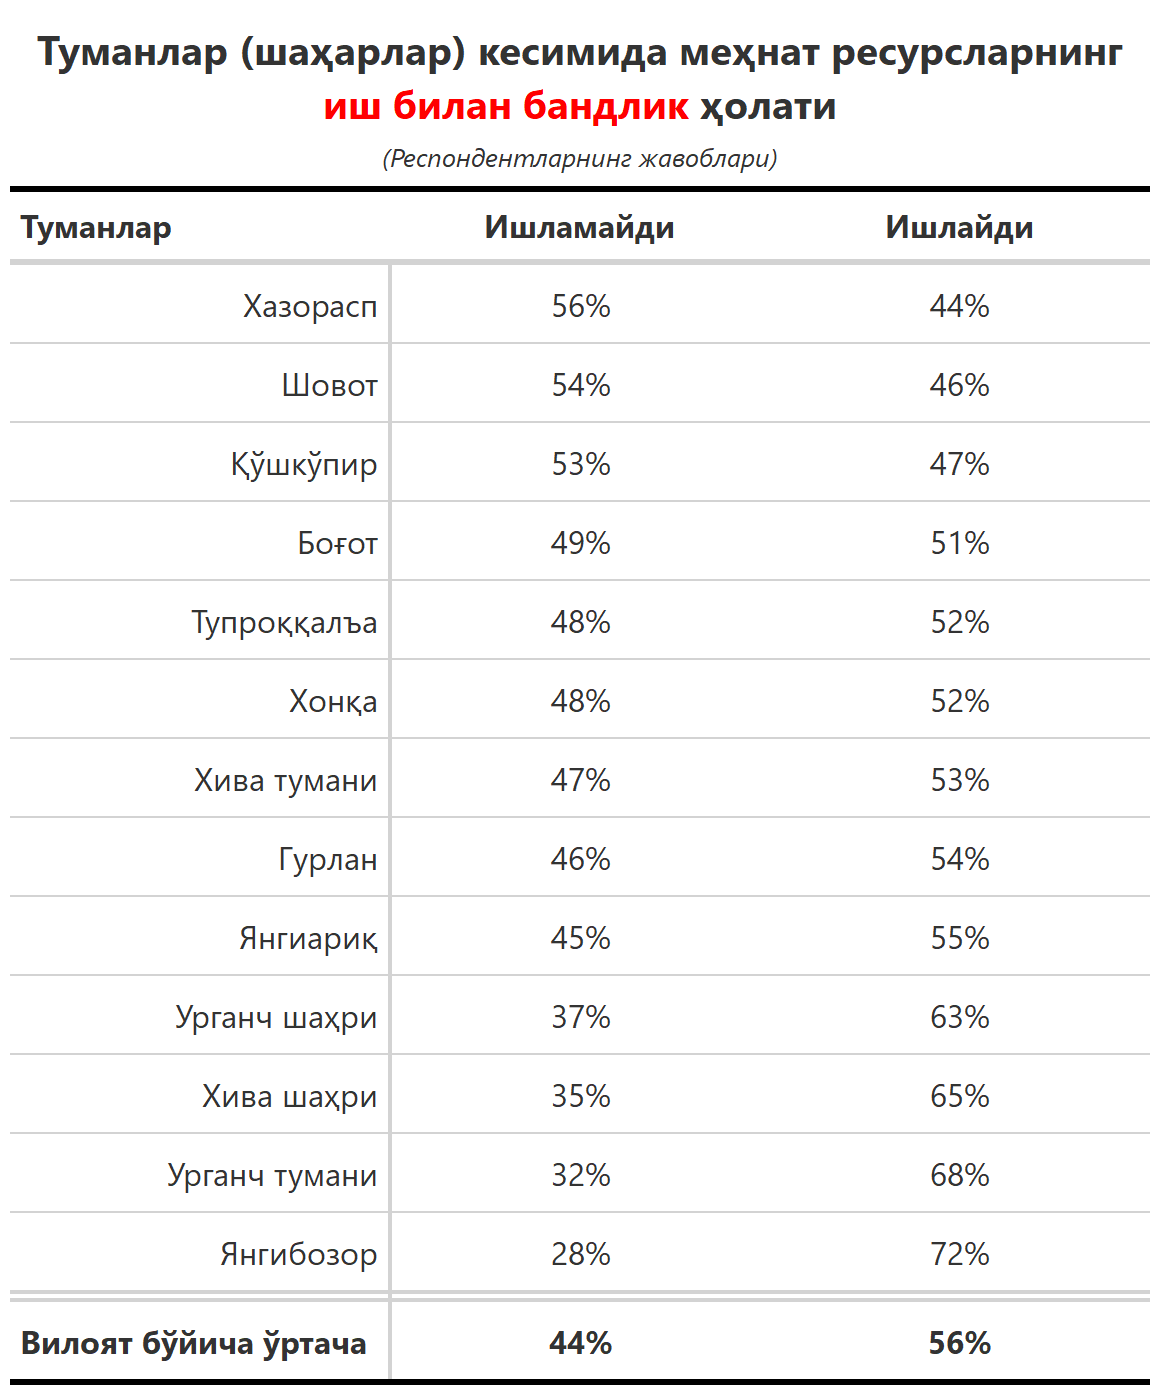 Туманлар (шаҳарлар) кесимида меҳнат ресурсларнинг
иш билан бандлик ҳолати
(Респондентларнинг жавоблари)
Туманлар Ишламайди Ишлайди
Хазорасп 56% 44%
Шовот 54% 46%
Қўшкўпир 53% 47%
Боғот 49% 51%
Тупроққалъа 48% 52%
Хонқа 48% 52%
Хива тумани 47% 53%
Гурлан 46% 54%
Янгиариқ 45% 55%
Урганч шаҳри 37% 63%
Хива шаҳри 35% 65%
Урганч тумани 32% 68%
Янгибозор 28% 72%
Вилоят бўйича ўртача 44% 56%